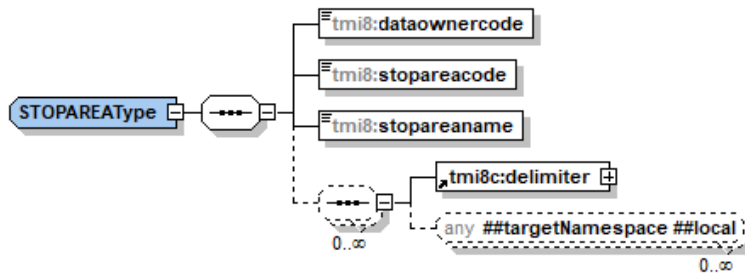 tmi8:dataownercode
tmi8:stopareacode
STOPAREAType
tmi8:stopareaname
tmi8c:delimiter
any ##targetNamespace ##local
0..∞
0..∞